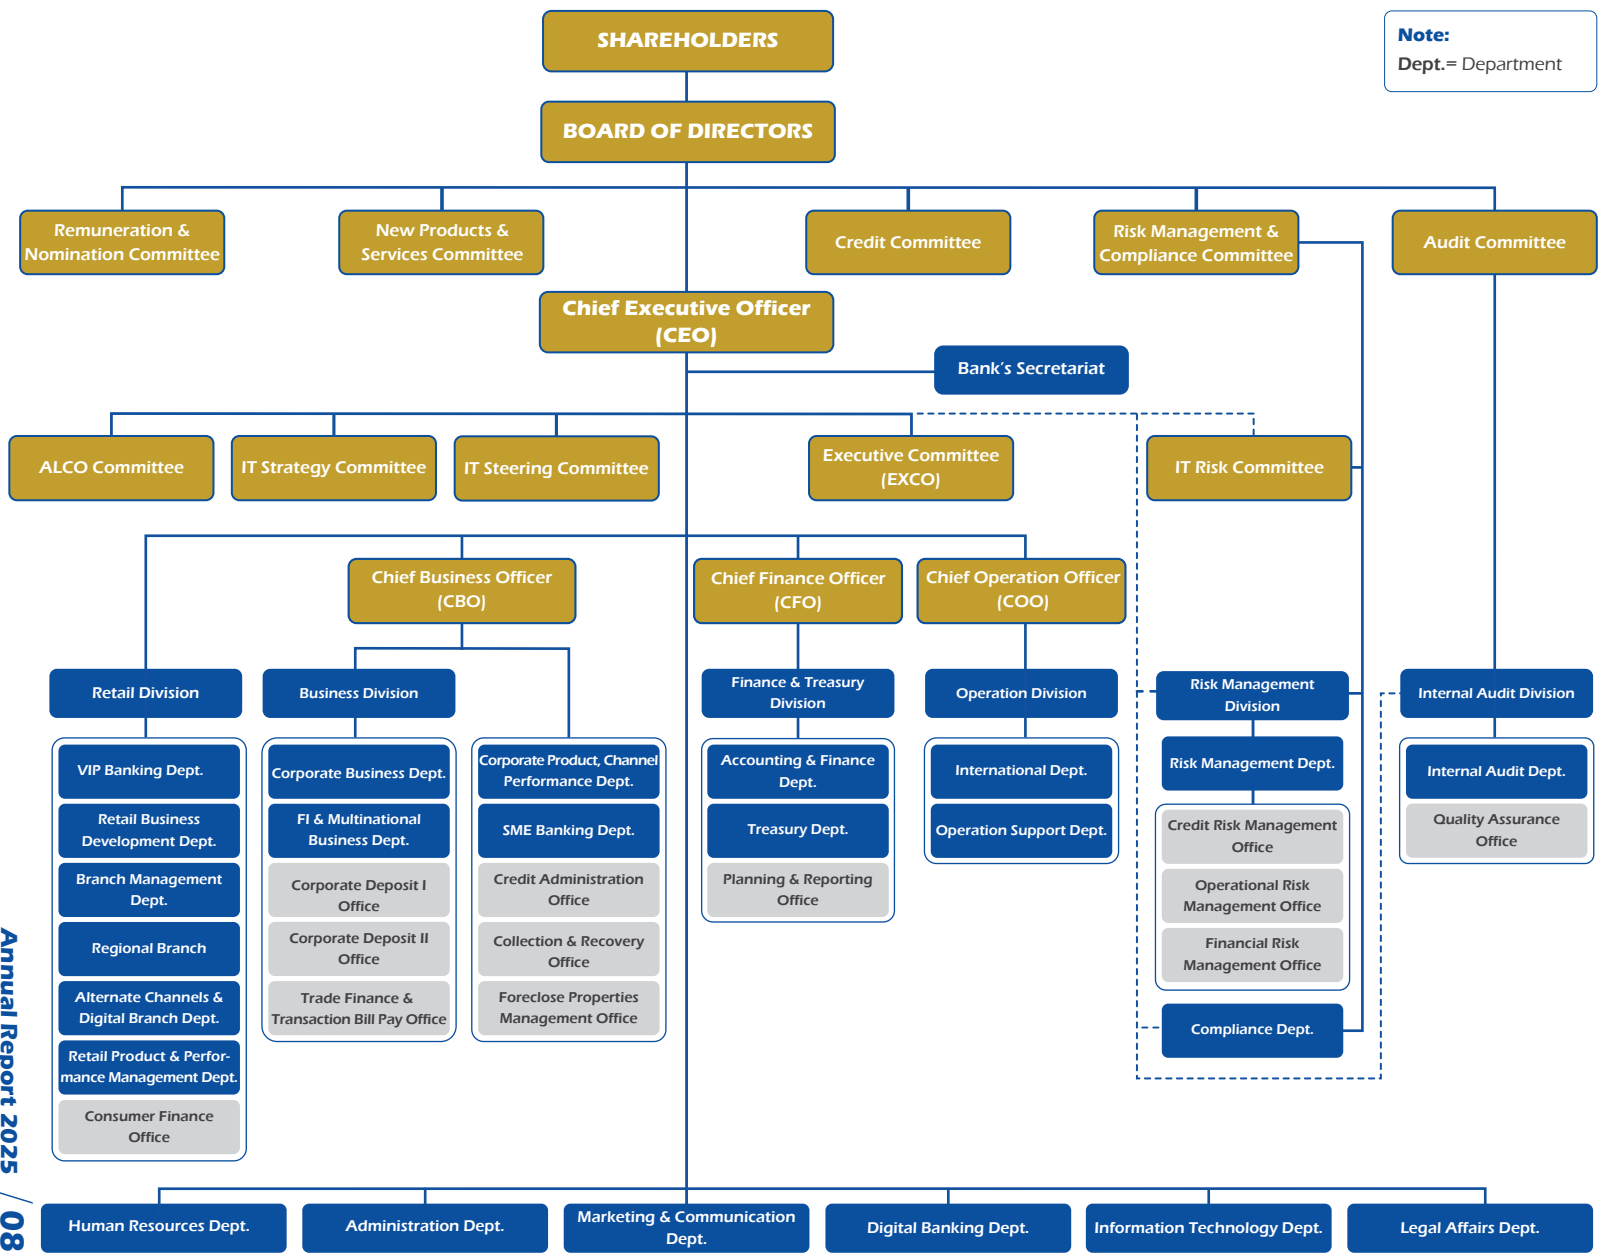 SHAREHOLDERS
Note:
Dept.= Department
BOARD OF DIRECTORS
Remuneration &
Nomination Committee
New Products &
Services Committee
Credit Committee
Risk Management &
Compliance Committee
Audit Committee
Chief Executive Officer
(CEO)
Bank's Secretariat
ALCO Committee
IT Strategy Committee
IT Steering Committee
Executive Committee
(EXCO)
IT Risk Committee
Chief Business Officer
(CBO)
Chief Finance Officer
(CFO)
Chief Operation Officer
(COO)
Retail Division
Business Division
Finance & Treasury
Division
Operation Division
Risk Management
Division
Internal Audit Division
VIP Banking Dept.
Retail Business
Development Dept.
Branch Management
Dept.
Regional Branch
Alternate Channels &
Digital Branch Dept.
Retail Product & Perfor-
mance Management Dept.
Consumer Finance
Office
Corporate Business Dept.
FI & Multinational
Business Dept.
Corporate Deposit I
Office
Corporate Deposit II
Office
Trade Finance &
Transaction Bill Pay Office
Corporate Product, Channel
Performance Dept.
SME Banking Dept.
Credit Administration
Office
Collection & Recovery
Office
Foreclose Properties
Management Office
Accounting & Finance
Dept.
Treasury Dept.
Planning & Reporting
Office
International Dept.
Operation Support Dept.
Risk Management Dept.
Credit Risk Management
Office
Operational Risk
Management Office
Financial Risk
Management Office
Compliance Dept.
Internal Audit Dept.
Quality Assurance
Office
Human Resources Dept.
Administration Dept.
Marketing & Communication
Dept.
Digital Banking Dept.
Information Technology Dept.
Legal Affairs Dept.
Annual Report 2025 / 08